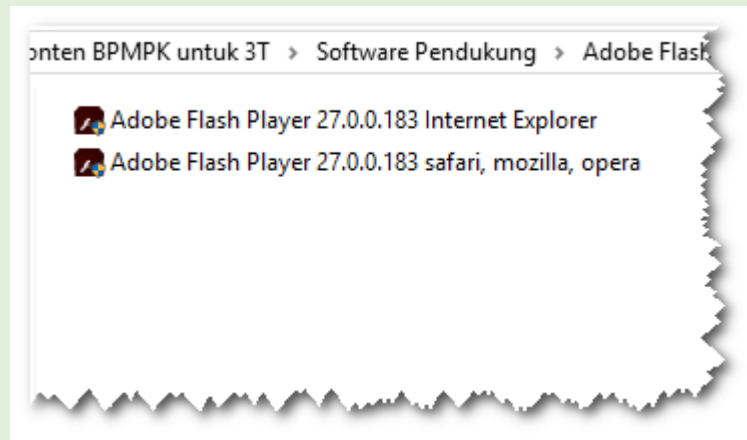 BPMPK untuk 3T > Software Pendukung > Adobe Flash
Adobe Flash Player 27.0.0.183 Internet Explorer
Adobe Flash Player 27.0.0.183 safari, mozilla, opera